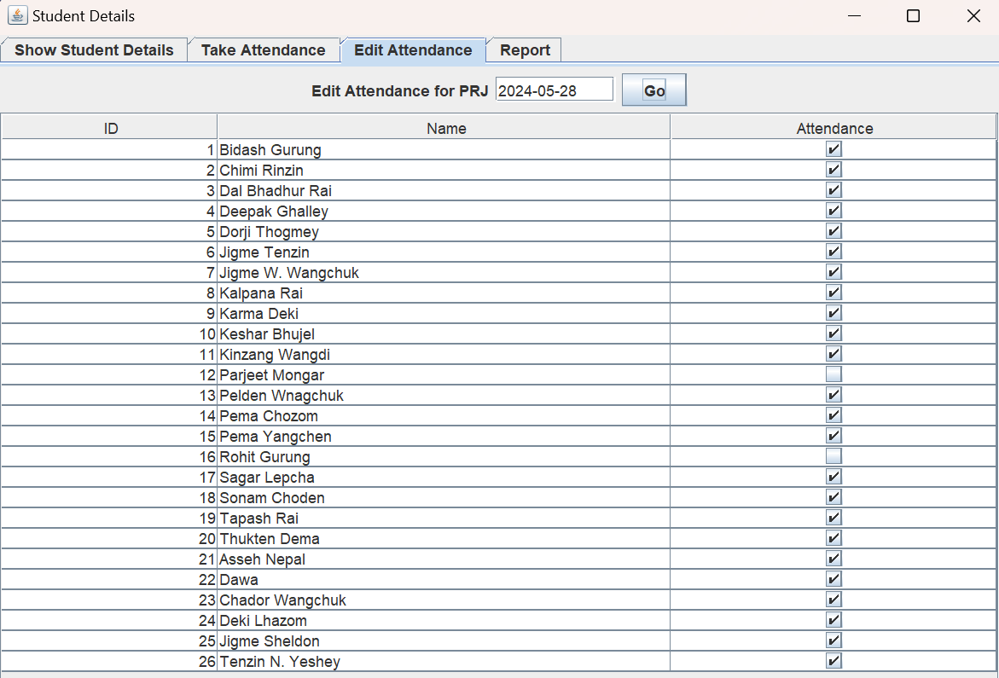 Student Details
Show Student Details Take Attendance Edit Attendance Report
Edit Attendance for PRJ 2024-05-28 Go
ID Name Attendance
1 Bidash Gurung
2 Chimi Rinzin
3 Dal Bhadhur Rai
4 Deepak Ghalley
5 Dorji Thogmey
6 Jigme Tenzin
7 Jigme W. Wangchuk
8 Kalpana Rai
9 Karma Deki
10 Keshar Bhujel
11 Kinzang Wangdi
12 Parjeet Mongar
13 Pelden Wnagchuk
14 Pema Chozom
15 Pema Yangchen
16 Rohit Gurung
17 Sagar Lepcha
18 Sonam Choden
19 Tapash Rai
20 Thukten Dema
21 Asseh Nepal
22 Dawa
23 Chador Wangchuk
24 Deki Lhazom
25 Jigme Sheldon
26 Tenzin N. Yeshey